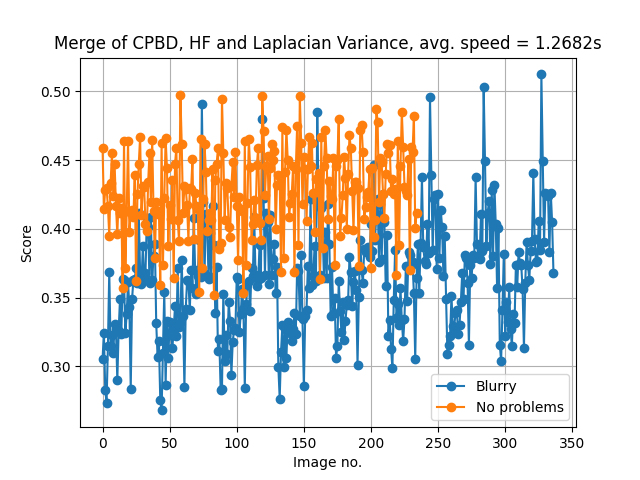 Merge of CPBD, HF and Laplacian Variance, avg. speed = 1.2682s
0.50
0.45
0.40
0.35
0.30
Score
0 50 100 150 200 250 300 350
Image no.
Blurry
No problems